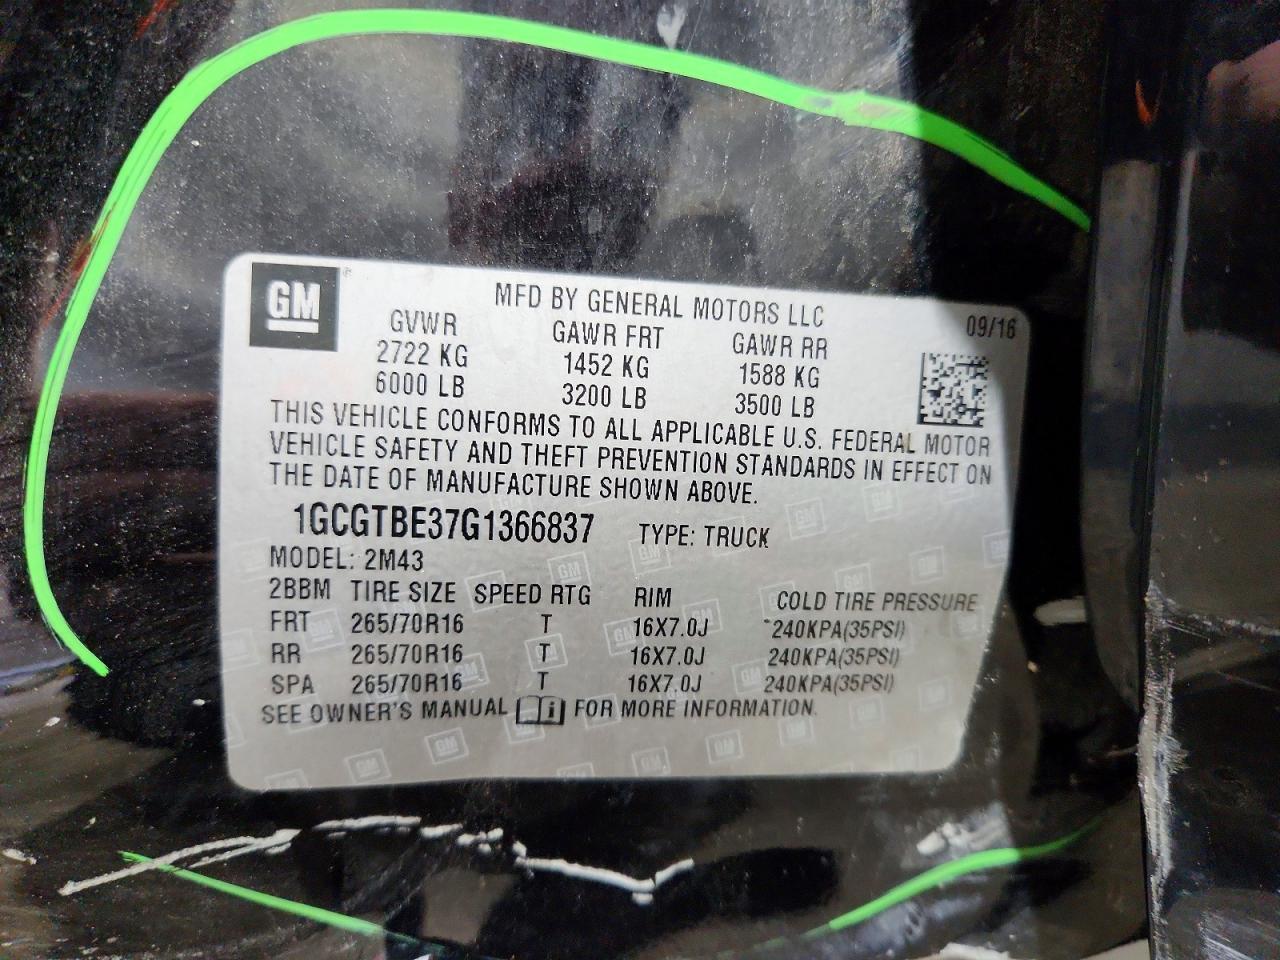 GM
MFD BY GENERAL MOTORS LLC
09/16
GVWR GAWR FRT GAWR RR
2722 KG 1452 KG 1588 KG
6000 LB 3200 LB 3500 LB
THIS VEHICLE CONFORMS TO ALL APPLICABLE U.S. FEDERAL MOTOR
VEHICLE SAFETY AND THEFT PREVENTION STANDARDS IN EFFECT ON
THE DATE OF MANUFACTURE SHOWN ABOVE.
1GCGTBE37G1366837 TYPE: TRUCK
MODEL: 2M43
2BBM TIRE SIZE SPEED RTG RIM COLD TIRE PRESSURE
FRT 265/70R16 T 16X7.0J 240KPA(35PSI)
RR 265/70R16 T 16X7.0J 240KPA(35PSI)
SPA 265/70R16 T 16X7.0J 240KPA(35PSI)
SEE OWNER'S MANUAL i FOR MORE INFORMATION.